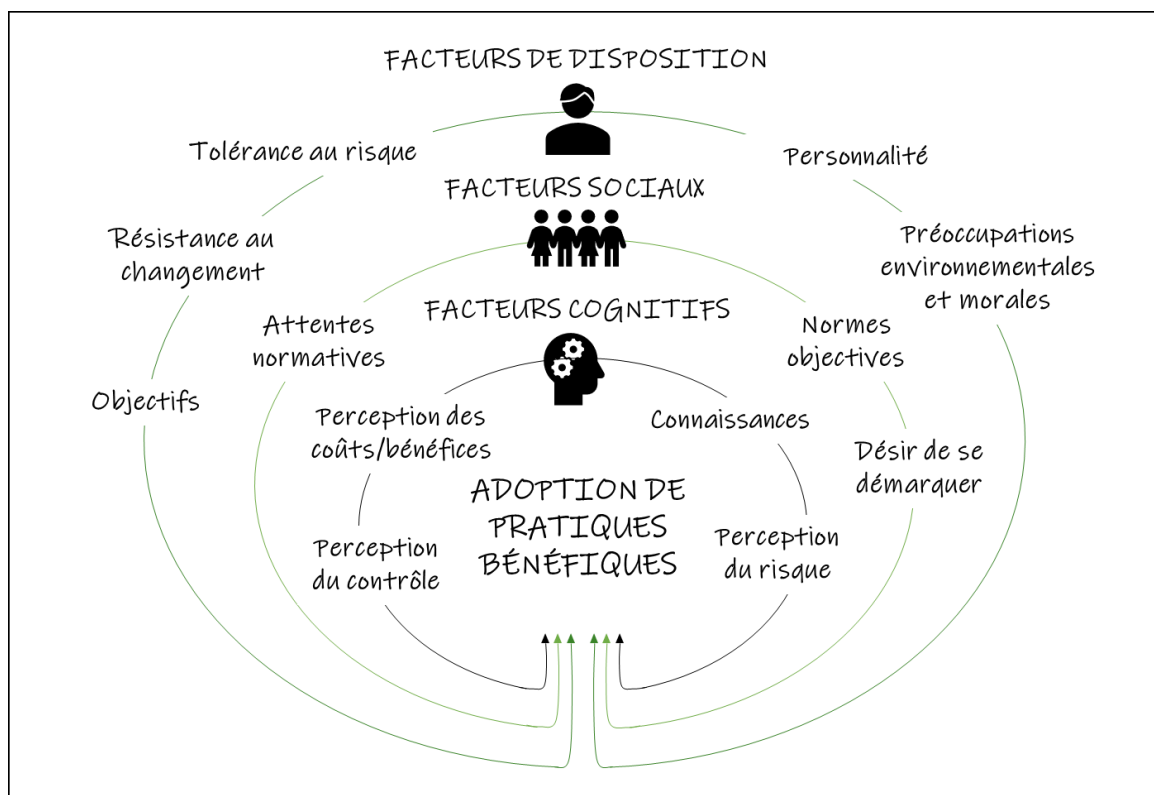 FACTEURS DE DISPOSITION
Tolérance au risque
Personnalité
FACTEURS SOCIAUX
Résistance au
changement
Préoccupations
environnementales
et morales
FACTEURS COGNITIFS
Attentes
normatives
Normes
objectives
Objectifs
Perception des
coûts/bénéfices
Connaissances
Désir de se
démarquer
ADOPTION DE
PRATIQUES
BÉNÉFIQUES
Perception
du contrôle
Perception
du risque